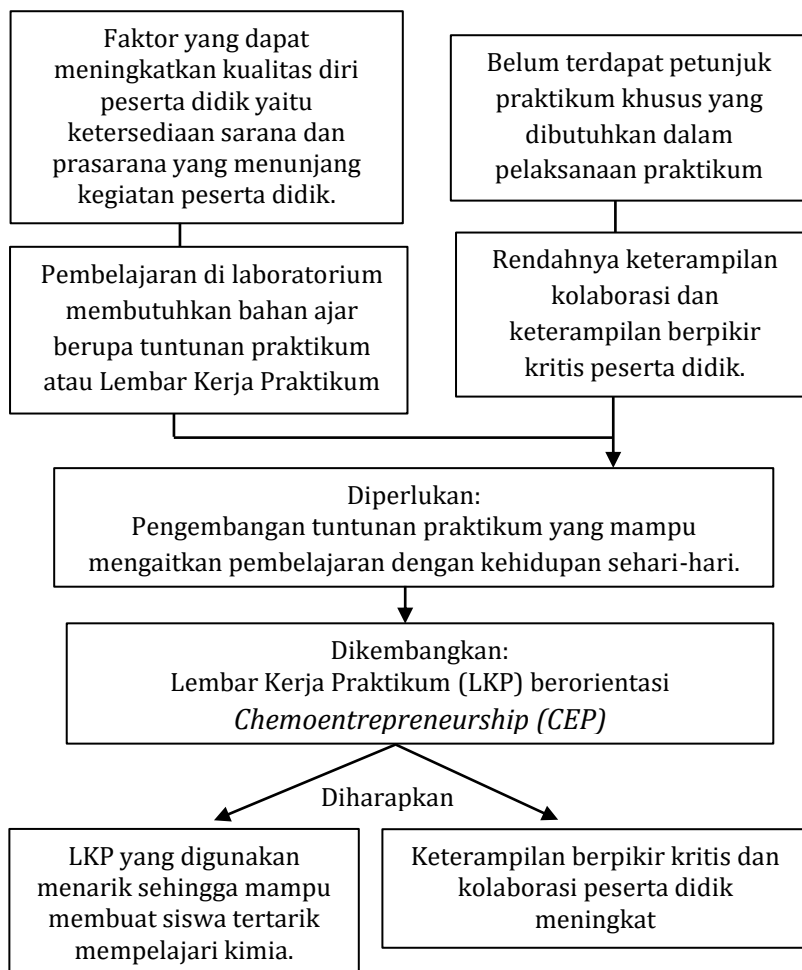 Faktor yang dapat
meningkatkan kualitas diri
peserta didik yaitu
ketersediaan sarana dan
prasarana yang menunjang
kegiatan peserta didik.
Belum terdapat petunjuk
praktikum khusus yang
dibutuhkan dalam
pelaksanaan praktikum
Pembelajaran di laboratorium
membutuhkan bahan ajar
berupa tuntunan praktikum
atau Lembar Kerja Praktikum
Rendahnya keterampilan
kolaborasi dan
keterampilan berpikir
kritis peserta didik.
Diperlukan:
Pengembangan tuntunan praktikum yang mampu
mengaitkan pembelajaran dengan kehidupan sehari-hari.
Dikembangkan:
Lembar Kerja Praktikum (LKP) berorientasi
Chemoentrepreneurship (CEP)
Diharapkan
LKP yang digunakan
menarik sehingga mampu
membuat siswa tertarik
mempelajari kimia.
Keterampilan berpikir kritis dan
kolaborasi peserta didik
meningkat